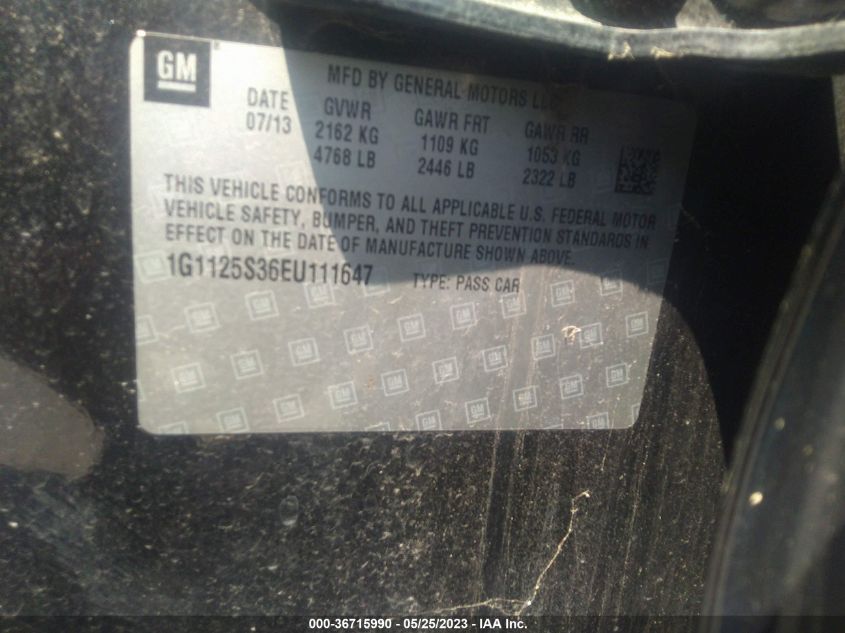 GM
MFD BY GENERAL MOTORS LLC
DATE GVWR GAWR FRT GAWR RR
07/13 2162 KG 1109 KG 1053 KG
4768 LB 2446 LB 2322 LB
THIS VEHICLE CONFORMS TO ALL APPLICABLE U.S. FEDERAL MOTOR
VEHICLE SAFETY, BUMPER, AND THEFT PREVENTION STANDARDS IN
EFFECT ON THE DATE OF MANUFACTURE SHOWN ABOVE.
1G1125S36EU111647 TYPE: PASS CAR
000-36715990 - 05/25/2023 - IAA Inc.